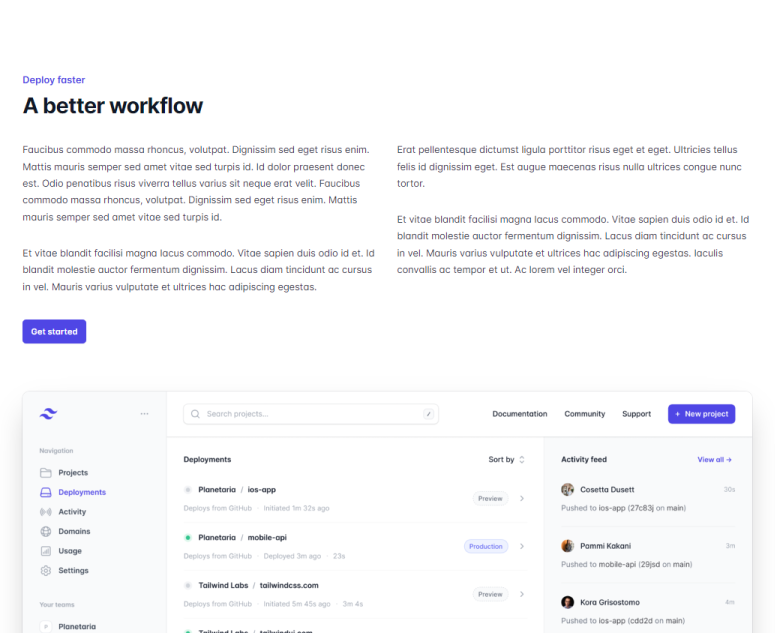 Deploy faster
A better workflow
Faucibus commodo massa rhoncus, volutpat. Dignissim sed eget risus enim.
Mattis mauris semper sed amet vitae sed turpis id. Id dolor praesent donec
est. Odio penatibus risus viverra tellus varius sit neque erat velit. Faucibus
commodo massa rhoncus, volutpat. Dignissim sed eget risus enim. Mattis
mauris semper sed amet vitae sed turpis id.
Et vitae blandit facilisi magna lacus commodo. Vitae sapien duis odio id et. Id
blandit molestie auctor fermentum dignissim. Lacus diam tincidunt ac cursus
in vel. Mauris varius vulputate et ultrices hac adipiscing egestas.
Erat pellentesque dictumst ligula porttitor risus eget et eget. Ultricies tellus
felis id dignissim eget. Est augue maecenas risus nulla ultrices congue nunc
tortor.
Et vitae blandit facilisi magna lacus commodo. Vitae sapien duis odio id et. Id
blandit molestie auctor fermentum dignissim. Lacus diam tincidunt ac cursus
in vel. Mauris varius vulputate et ultrices hac adipiscing egestas. Iaculis
convallis ac tempor et ut. Ac lorem vel integer orci.
Get started
Search projects... /
Documentation
Community
Support
+ New project
Navigation
Projects
Deployments
Activity
Domains
Usage
Settings
Your teams
P Planetaria
Deployments
Sort by
Planetaria / ios-app
Deploys from GitHub · Initiated 1m 32s ago
Preview
Planetaria / mobile-api
Deploys from GitHub · Deployed 3m ago · 23s
Production
Tailwind Labs / tailwindcss.com
Deploys from GitHub · Initiated 5m 45s ago · 3m 4s
Preview
Tailwind Labs / tailwindui.com
Activity feed
View all →
Cosetta Dusett 30s
Pushed to ios-app (27c83j on main)
Pammi Kakani 3m
Pushed to mobile-api (29jsd on main)
Kora Grisostomo 4m
Pushed to ios-app (cdd2d on main)